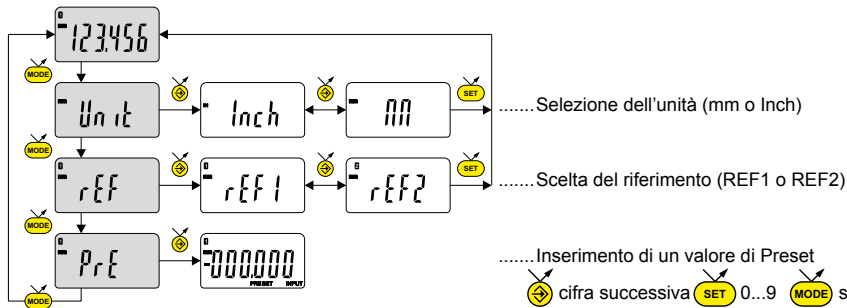 123.456
MODE
Unit Inch mm SET .......Selezione dell'unità (mm o Inch)
MODE
rEF rEF1 rEF2 SET .......Scelta del riferimento (REF1 o REF2)
MODE
PrE -000.000 PRESET INPUT .......Inserimento di un valore di Preset
MODE cifra successiva SET 0...9 MODE s